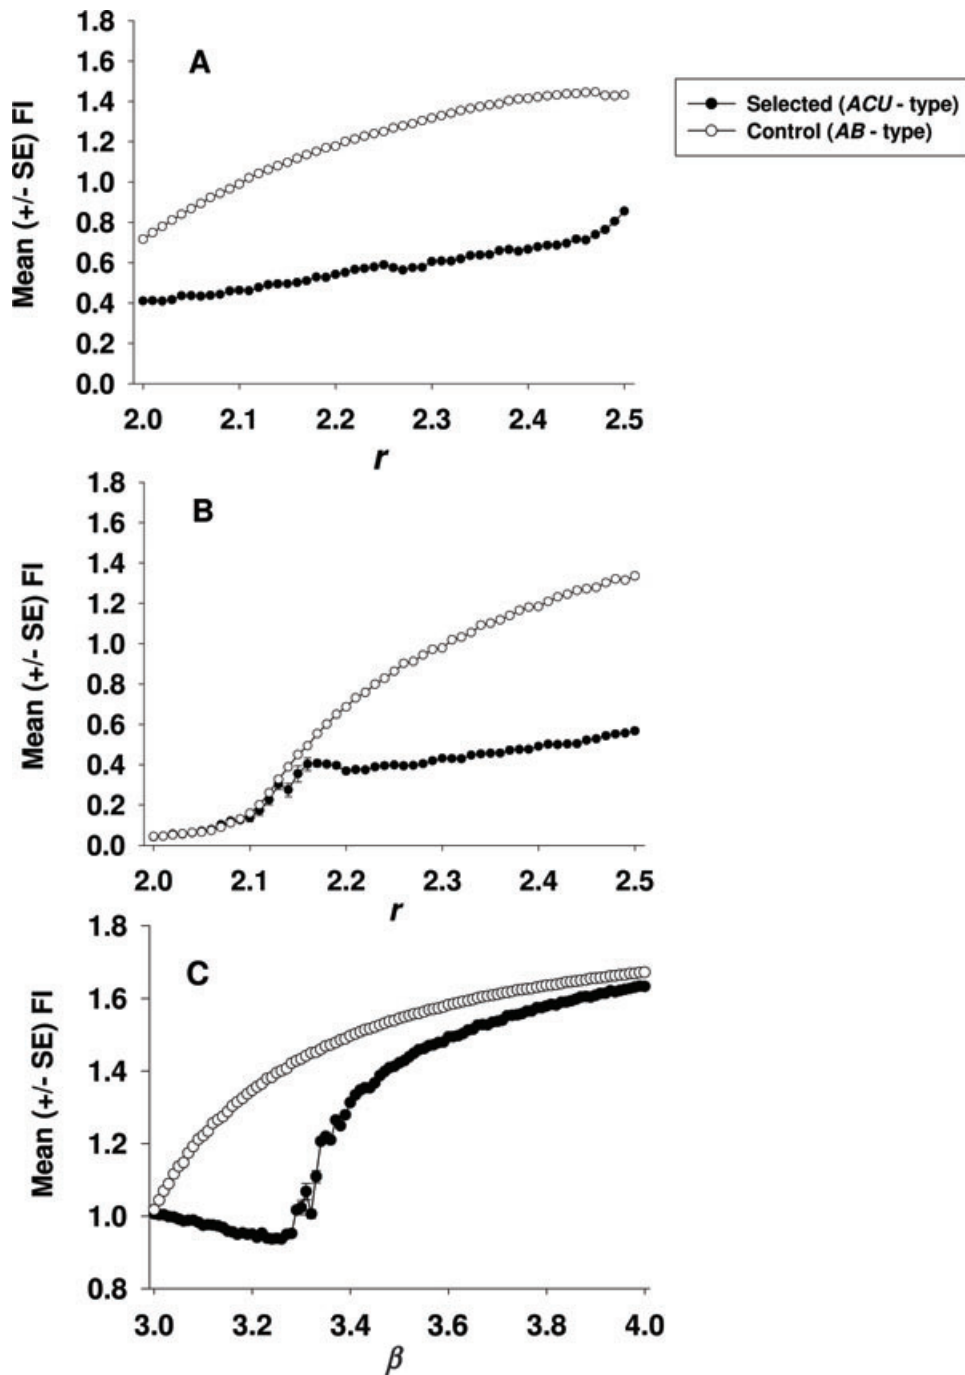 A
Mean (+/- SE) FI
1.8
1.6
1.4
1.2
1.0
0.8
0.6
0.4
0.2
0.0
2.0 2.1 2.2 2.3 2.4 2.5
r
Selected (ACU - type)
Control (AB - type)
B
Mean (+/- SE) FI
1.8
1.6
1.4
1.2
1.0
0.8
0.6
0.4
0.2
0.0
2.0 2.1 2.2 2.3 2.4 2.5
r
C
Mean (+/- SE) FI
1.8
1.6
1.4
1.2
1.0
0.8
3.0 3.2 3.4 3.6 3.8 4.0
β